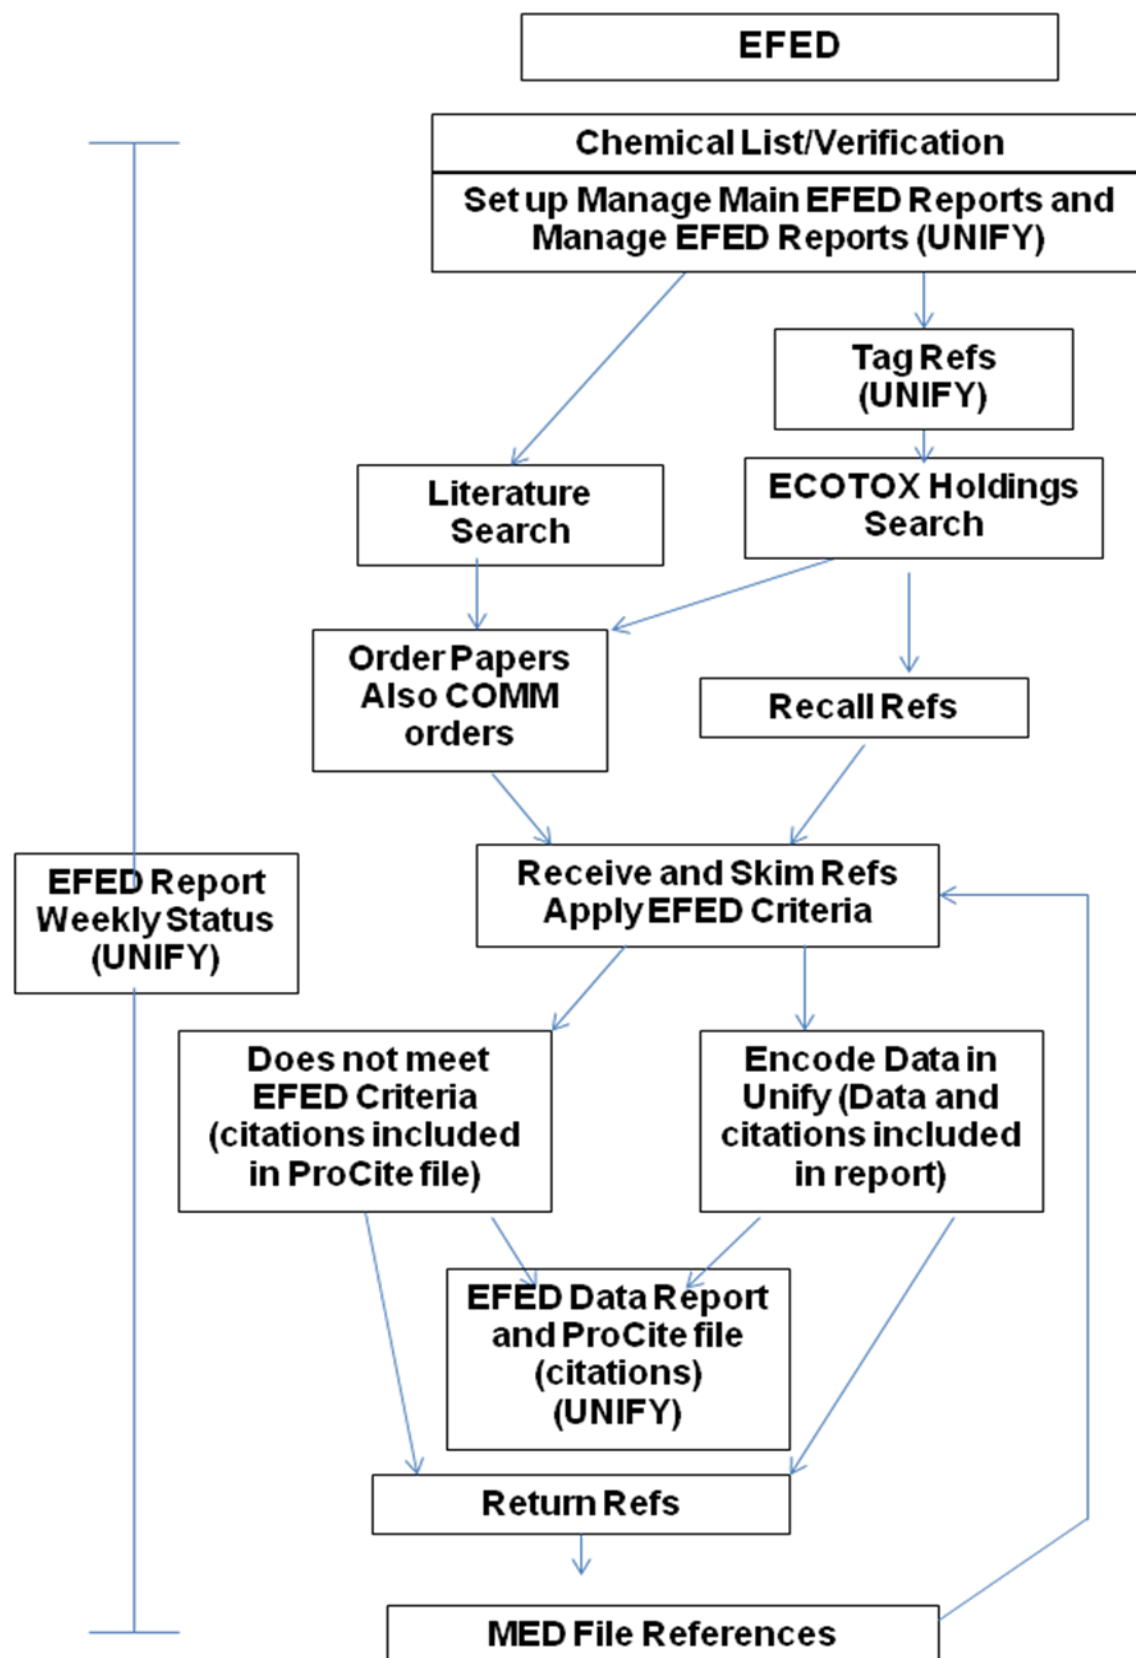 EFED
Chemical List/Verification
Set up Manage Main EFED Reports and
Manage EFED Reports (UNIFY)
Tag Refs
(UNIFY)
Literature
Search
ECOTOX Holdings
Search
Order Papers
Also COMM
orders
Recall Refs
EFED Report
Weekly Status
(UNIFY)
Receive and Skim Refs
Apply EFED Criteria
Does not meet
EFED Criteria
(citations included
in ProCite file)
Encode Data in
Unify (Data and
citations included
in report)
EFED Data Report
and ProCite file
(citations)
(UNIFY)
Return Refs
MED File References